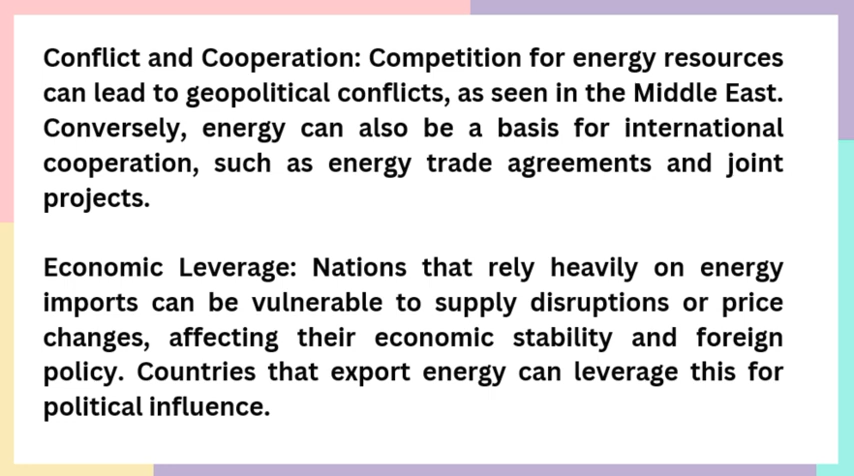 Conflict and Cooperation: Competition for energy resources
can lead to geopolitical conflicts, as seen in the Middle East.
Conversely, energy can also be a basis for international
cooperation, such as energy trade agreements and joint
projects.
Economic Leverage: Nations that rely heavily on energy
imports can be vulnerable to supply disruptions or price
changes, affecting their economic stability and foreign
policy. Countries that export energy can leverage this for
political influence.